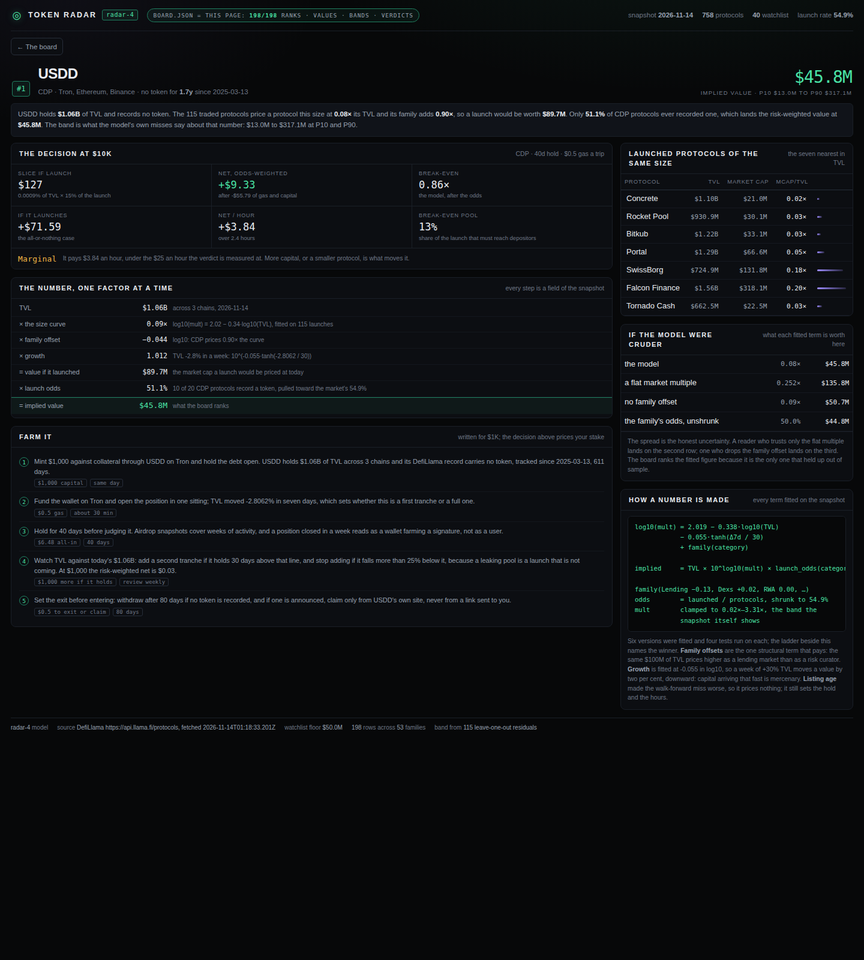 TOKEN RADAR radar-4 BOARD.JSON = THIS PAGE: 198/198 RANKS · VALUES · BANDS · VERDICTS snapshot 2026-11-14 758 protocols 40 watchlist launch rate 54.9%
← The board
#1 USDD $45.8M
CDP · Tron, Ethereum, Binance · no token for 1.7y since 2025-03-13 IMPLIED VALUE · P10 $13.0M TO P90 $317.1M
USDD holds $1.06B of TVL and records no token. The 115 traded protocols price a protocol this size at 0.08× its TVL and its family adds 0.90×, so a launch would be worth $89.7M. Only 51.1% of CDP protocols ever recorded one, which lands the risk-weighted value at
$45.8M. The band is what the model's own misses say about that number: $13.0M to $317.1M at P10 and P90.
THE DECISION AT $10K CDP · 40d hold · $0.5 gas a trip
SLICE IF LAUNCH NET, ODDS-WEIGHTED BREAK-EVEN
$127 +$9.33 0.86×
0.0009% of TVL × 15% of the launch after -$55.79 of gas and capital the model, after the odds
IF IT LAUNCHES NET / HOUR BREAK-EVEN POOL
+$71.59 +$3.84 13%
the all-or-nothing case over 2.4 hours share of the launch that must reach depositors
Marginal It pays $3.84 an hour, under the $25 an hour the verdict is measured at. More capital, or a smaller protocol, is what moves it.
THE NUMBER, ONE FACTOR AT A TIME every step is a field of the snapshot
TVL $1.06B across 3 chains, 2026-11-14
× the size curve 0.09× log10(mult) = 2.02 − 0.34·log10(TVL), fitted on 115 launches
× family offset −0.044 log10: CDP prices 0.90× the curve
× growth 1.012 TVL -2.8% in a week: 10^(-0.055·tanh(-2.8062 / 30))
= value if it launched $89.7M the market cap a launch would be priced at today
× launch odds 51.1% 10 of 20 CDP protocols record a token, pulled toward the market's 54.9%
= implied value $45.8M what the board ranks
FARM IT written for $1K; the decision above prices your stake
1 Mint $1,000 against collateral through USDD on Tron and hold the debt open. USDD holds $1.06B of TVL across 3 chains and its DefiLlama record carries no token, tracked since 2025-03-13, 611
days.
$1,000 capital same day
2 Fund the wallet on Tron and open the position in one sitting; TVL moved -2.8062% in seven days, which sets whether this is a first tranche or a full one.
$0.5 gas about 30 min
3 Hold for 40 days before judging it. Airdrop snapshots cover weeks of activity, and a position closed in a week reads as a wallet farming a signature, not as a user.
$6.48 all-in 40 days
4 Watch TVL against today's $1.06B: add a second tranche if it holds 30 days above that line, and stop adding if it falls more than 25% below it, because a leaking pool is a launch that is not
coming. At $1,000 the risk-weighted net is $0.03.
$1,000 more if it holds review weekly
5 Set the exit before entering: withdraw after 80 days if no token is recorded, and if one is announced, claim only from USDD's own site, never from a link sent to you.
$0.5 to exit or claim 80 days
LAUNCHED PROTOCOLS OF THE SAME SIZE the seven nearest in TVL
PROTOCOL TVL MARKET CAP MCAP/TVL
Concrete $1.10B $21.0M 0.02×
Rocket Pool $930.9M $30.1M 0.03×
Bitkub $1.22B $33.1M 0.03×
Portal $1.29B $66.6M 0.05×
SwissBorg $724.9M $131.8M 0.18×
Falcon Finance $1.56B $318.1M 0.20×
Tornado Cash $662.5M $22.5M 0.03×
IF THE MODEL WERE CRUDER what each fitted term is worth here
the model 0.08× $45.8M
a flat market multiple 0.252× $135.8M
no family offset 0.09× $50.7M
the family's odds, unshrunk 50.0% $44.8M
The spread is the honest uncertainty. A reader who trusts only the flat multiple
lands on the second row; one who drops the family offset lands on the third.
The board ranks the fitted figure because it is the only one that held up out of
sample.
HOW A NUMBER IS MADE every term fitted on the snapshot
log10(mult) = 2.019 − 0.338·log10(TVL)
− 0.055·tanh(Δ7d / 30)
+ family(category)
implied = TVL × 10^log10(mult) × launch_odds(categor
family(Lending −0.13, Dexs +0.02, RWA 0.00, …)
odds = launched / protocols, shrunk to 54.9%
mult clamped to 0.02×–3.31×, the band the
snapshot itself shows
Six versions were fitted and four tests run on each; the ladder beside this
names the winner. Family offsets are the one structural term that pays: the
same $100M of TVL prices higher as a lending market than as a risk curator.
Growth is fitted at -0.055 in log10, so a week of +30% TVL moves a value by
two per cent, downward: capital arriving that fast is mercenary. Listing age
made the walk-forward miss worse, so it prices nothing; it still sets the hold
and the hours.
radar-4 model source DefiLlama https://api.llama.fi/protocols, fetched 2026-11-14T01:18:33.201Z watchlist floor $50.0M 198 rows across 53 families band from 115 leave-one-out residuals